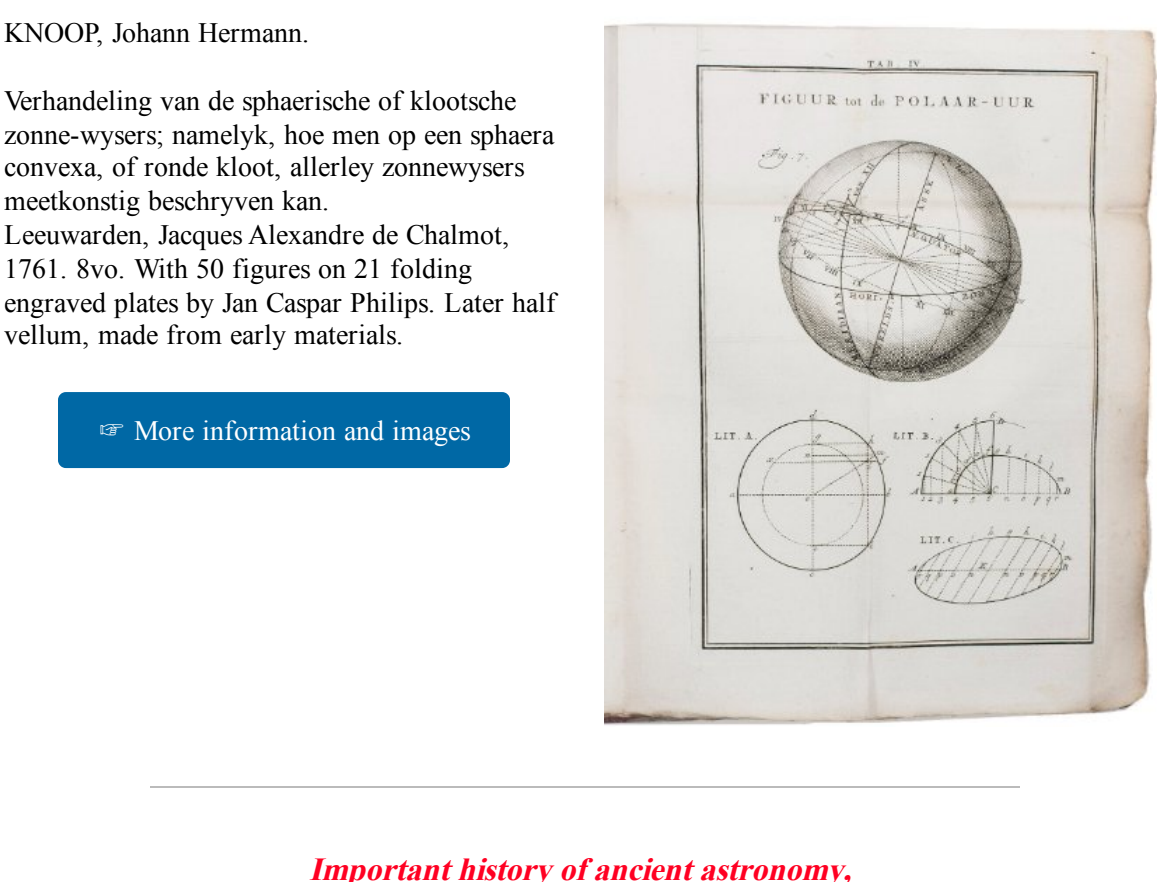 KNOOP, Johann Hermann.
Verhandeling van de sphaerische of klootsche
zonne-wysers; namelyk, hoe men op een sphaera
convexa, of ronde kloot, allerley zonnewysers
meetkonstig beschryven kan.
Leeuwarden, Jacques Alexandre de Chalmot,
1761. 8vo. With 50 figures on 21 folding
engraved plates by Jan Caspar Philips. Later half
vellum, made from early materials.
☞ More information and images
TAB. IV
FIGUUR tot de POLAAR-UUR
Fig. 7.
EQUATOR
HORI
MERIDIAAN
LIT. A.
LIT. B.
LIT. C.
Important history of ancient astronomy,